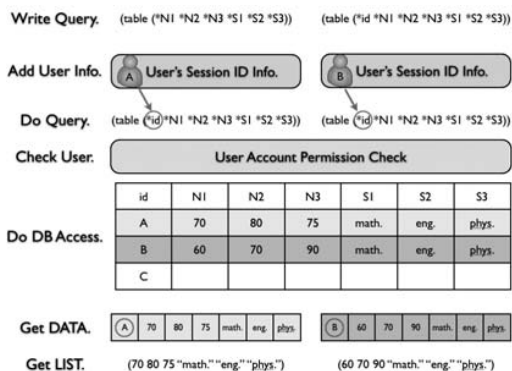 Write Query. (table (*N1 *N2 *N3 *S1 *S2 *S3)) (table (*id *N1 *N2 *N3 *S1 *S2 *S3))
Add User Info. A User's Session ID Info. B User's Session ID Info.
Do Query. (table (*id *N1 *N2 *N3 *S1 *S2 *S3)) (table (*id *N1 *N2 *N3 *S1 *S2 *S3))
Check User. User Account Permission Check
id N1 N2 N3 S1 S2 S3
A 70 80 75 math. eng. phys.
Do DB Access. B 60 70 90 math. eng. phys.
C
Get DATA. A 70 80 75 math. eng. phys. B 60 70 90 math. eng. phys.
Get LIST. (70 80 75 "math." "eng." "phys.") (60 70 90 "math." "eng." "phys.")